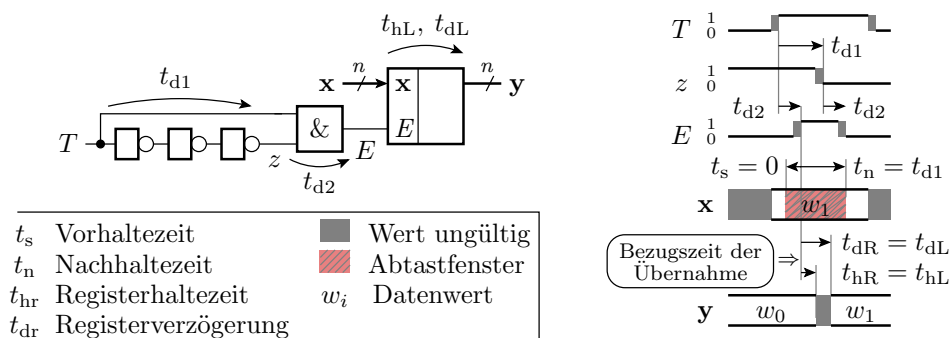 t_hL, t_dL
x n x n y
t_d1
T & E
z E
t_d2
t_s Vorhaltezeit
t_n Nachhaltezeit
t_hr Registerhaltezeit
t_dr Registerverzögerung
Wert ungültig
Abtastfenster
w_i Datenwert
T 1 0
t_d1
z 1 0
t_d2 t_d2
E 1 0
t_s = 0 t_n = t_d1
x w_1
Bezugszeit der
Übernahme ⇒
t_dR = t_dL
t_hR = t_hL
y w_0 w_1